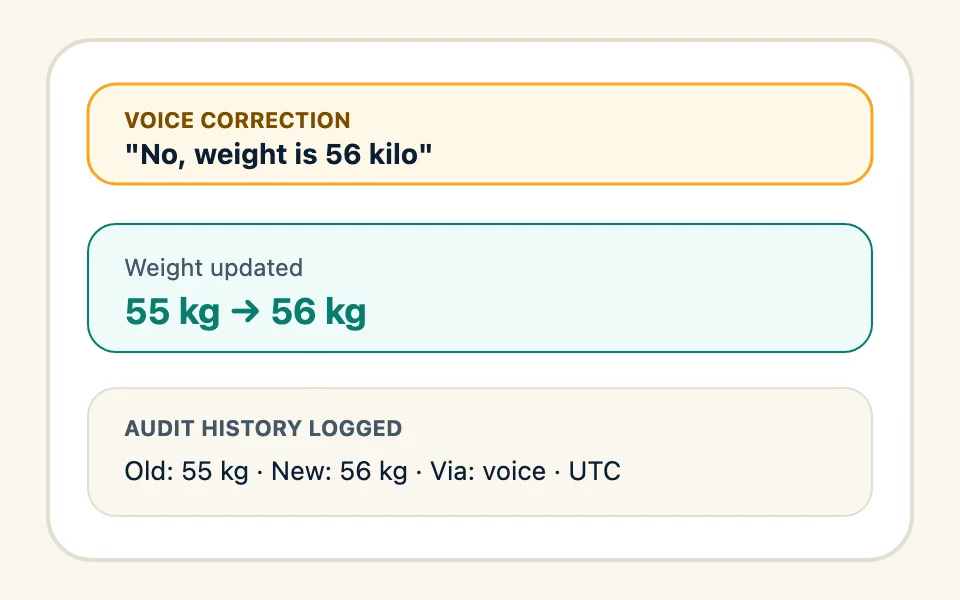 VOICE CORRECTION
"No, weight is 56 kilo"
Weight updated
55 kg → 56 kg
AUDIT HISTORY LOGGED
Old: 55 kg · New: 56 kg · Via: voice · UTC